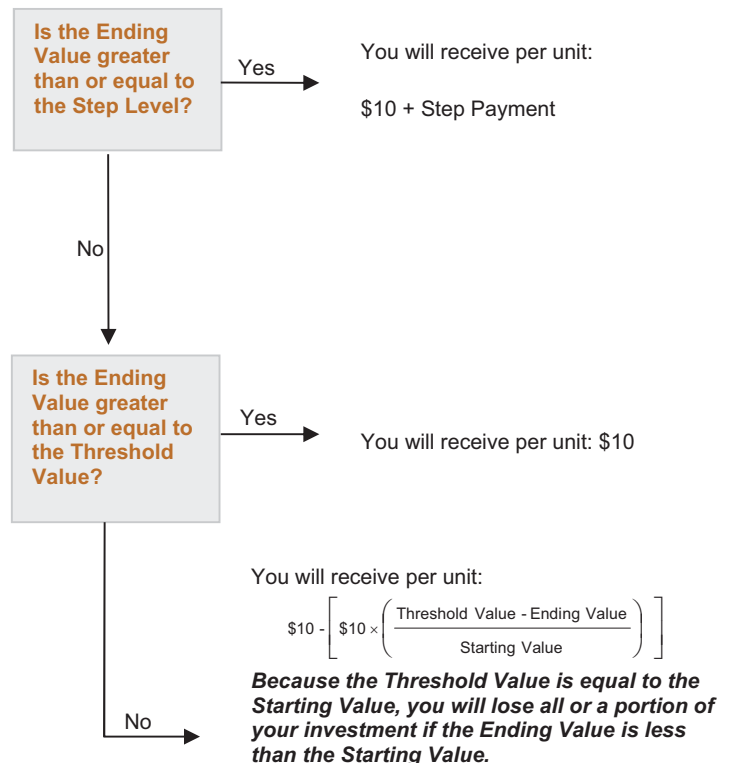 Is the Ending
Value greater
than or equal to
the Step Level?
Yes
You will receive per unit:
$10 + Step Payment
No
Is the Ending
Value greater
than or equal to
the Threshold
Value?
Yes
You will receive per unit: $10
You will receive per unit:
$10 - [ $10 × ( Threshold Value - Ending Value
Starting Value ) ]
Because the Threshold Value is equal to the
Starting Value, you will lose all or a portion of
your investment if the Ending Value is less
than the Starting Value.
No